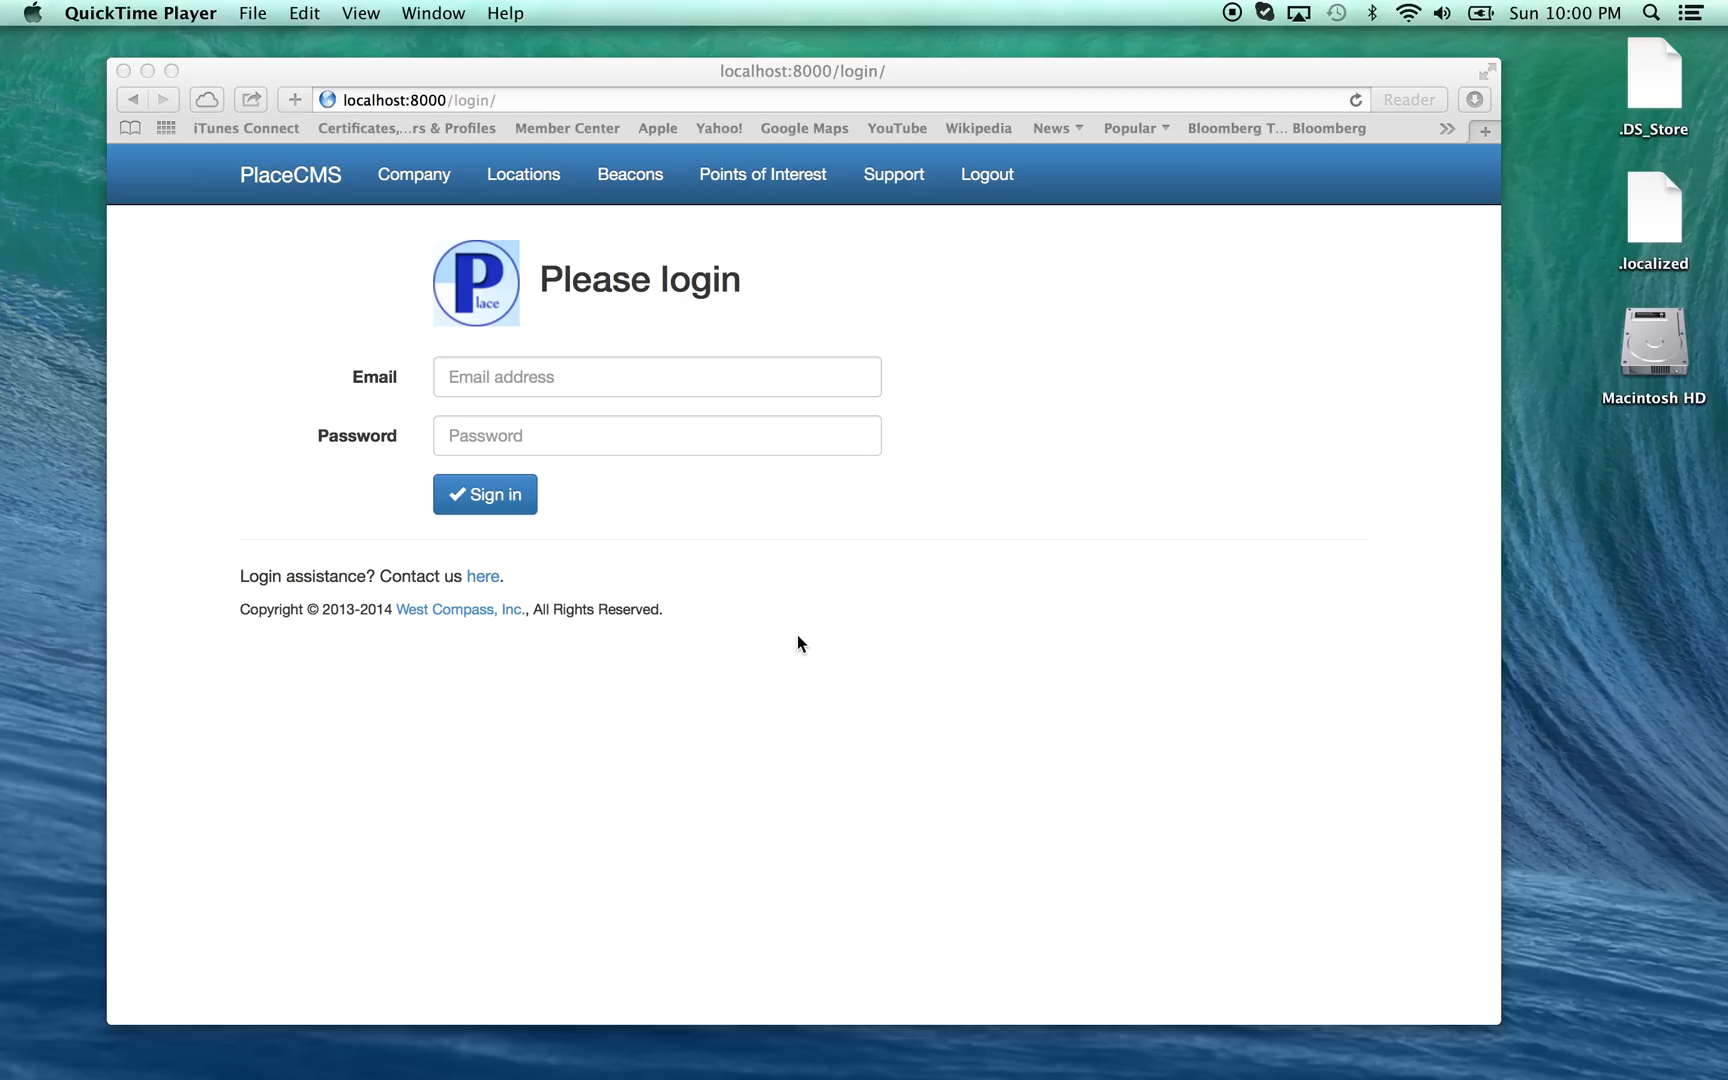 QuickTime Player File Edit View Window Help Sun 10:00 PM
localhost:8000/login/
localhost:8000/login/ Reader
iTunes Connect Certificates,...rs & Profiles Member Center Apple Yahoo! Google Maps YouTube Wikipedia News Popular Bloomberg T... Bloomberg
PlaceCMS Company Locations Beacons Points of Interest Support Logout
Place
Please login
Email Email address
Password Password
Sign in
Login assistance? Contact us here.
Copyright © 2013-2014 West Compass, Inc., All Rights Reserved.
.DS_Store
.localized
Macintosh HD